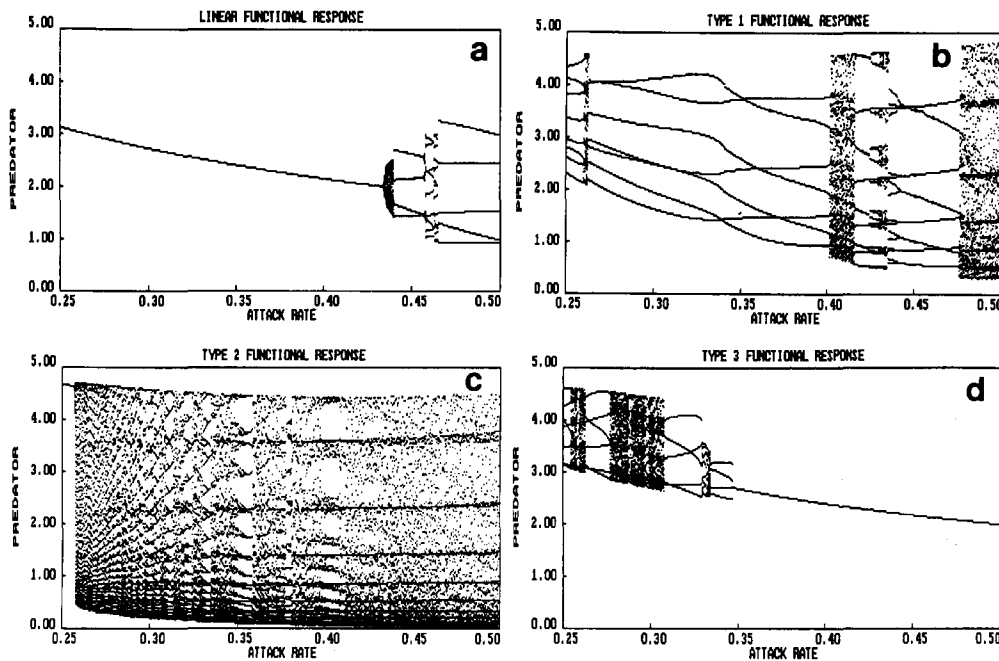 LINEAR FUNCTIONAL RESPONSE
a
5.00
4.00
3.00
2.00
1.00
0.00
PREDATOR
0.25 0.30 0.35 0.40 0.45 0.50
ATTACK RATE
TYPE 1 FUNCTIONAL RESPONSE
b
5.00
4.00
3.00
2.00
1.00
0.00
PREDATOR
0.25 0.30 0.35 0.40 0.45 0.50
ATTACK RATE
TYPE 2 FUNCTIONAL RESPONSE
c
5.00
4.00
3.00
2.00
1.00
0.00
PREDATOR
0.25 0.30 0.35 0.40 0.45 0.50
ATTACK RATE
TYPE 3 FUNCTIONAL RESPONSE
d
5.00
4.00
3.00
2.00
1.00
0.00
PREDATOR
0.25 0.30 0.35 0.40 0.45 0.50
ATTACK RATE